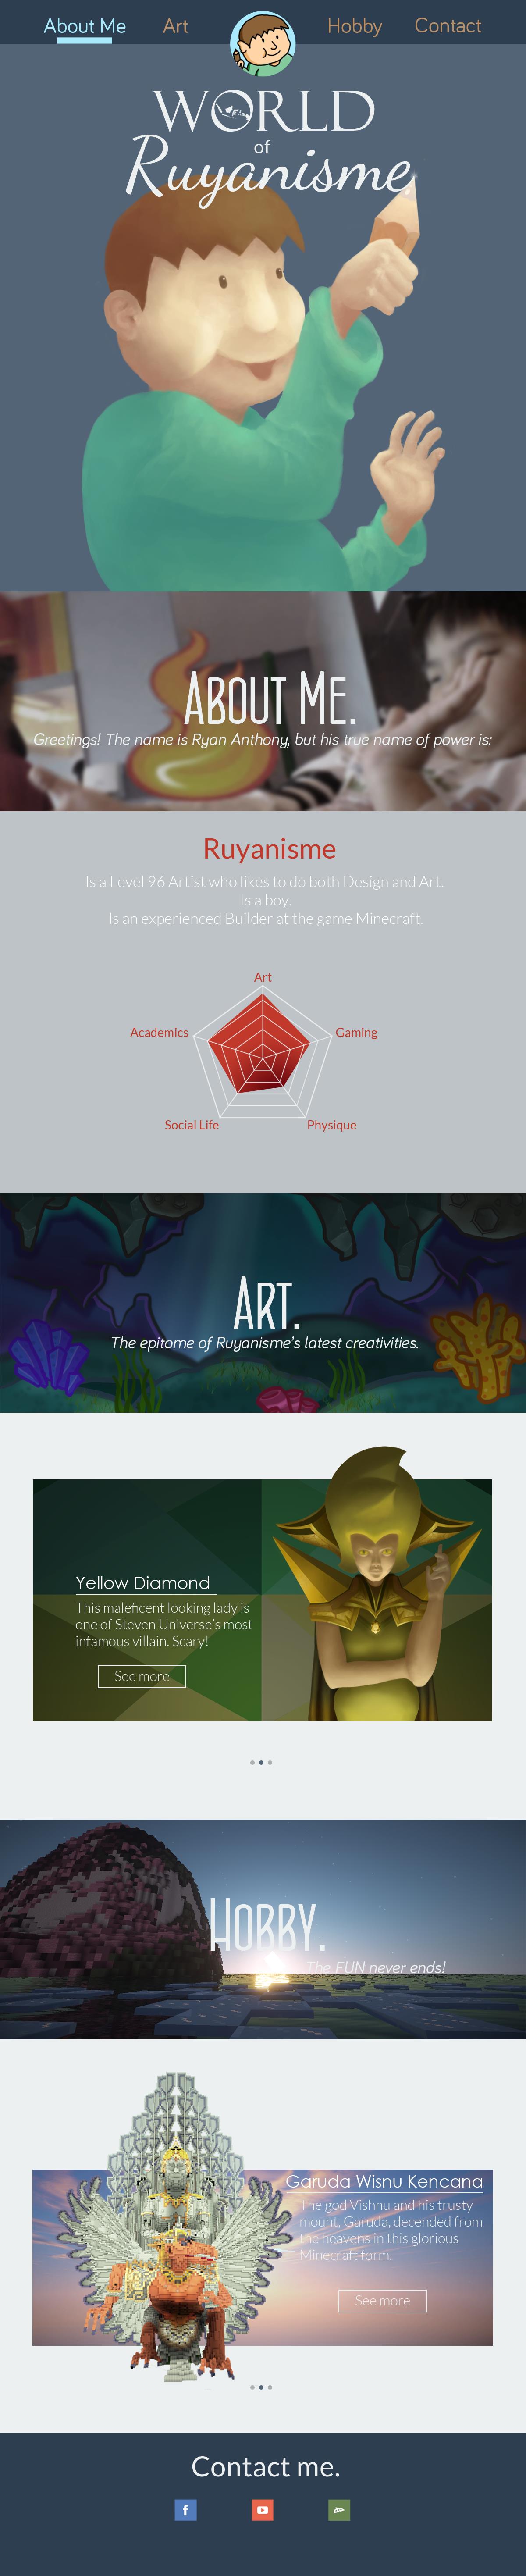 About Me
Art
Hobby
Contact
WORLD
of
Ruyanisme
ABOUT ME.
Greetings! The name is Ryan Anthony, but his true name of power is:
Ruyanisme
Is a Level 96 Artist who likes to do both Design and Art.
Is a boy.
Is an experienced Builder at the game Minecraft.
Art
Academics
Gaming
Social Life
Physique
ART.
The epitome of Ruyanisme's latest creativities.
Yellow Diamond
This maleficent looking lady is
one of Steven Universe's most
infamous villain. Scary!
See more
HOBBY.
The FUN never ends!
Garuda Wisnu Kencana
The god Vishnu and his trusty
mount, Garuda, decended from
the heavens in this glorious
Minecraft form.
See more
Contact me.
f